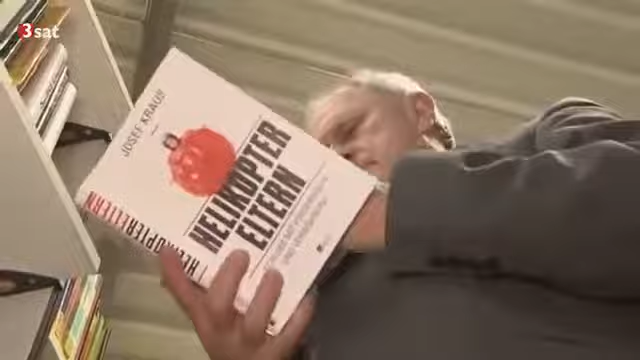 3sat
JOSEF KRAUS
HELIKOPTER
ELTERN
HELIKOPTERELTERN